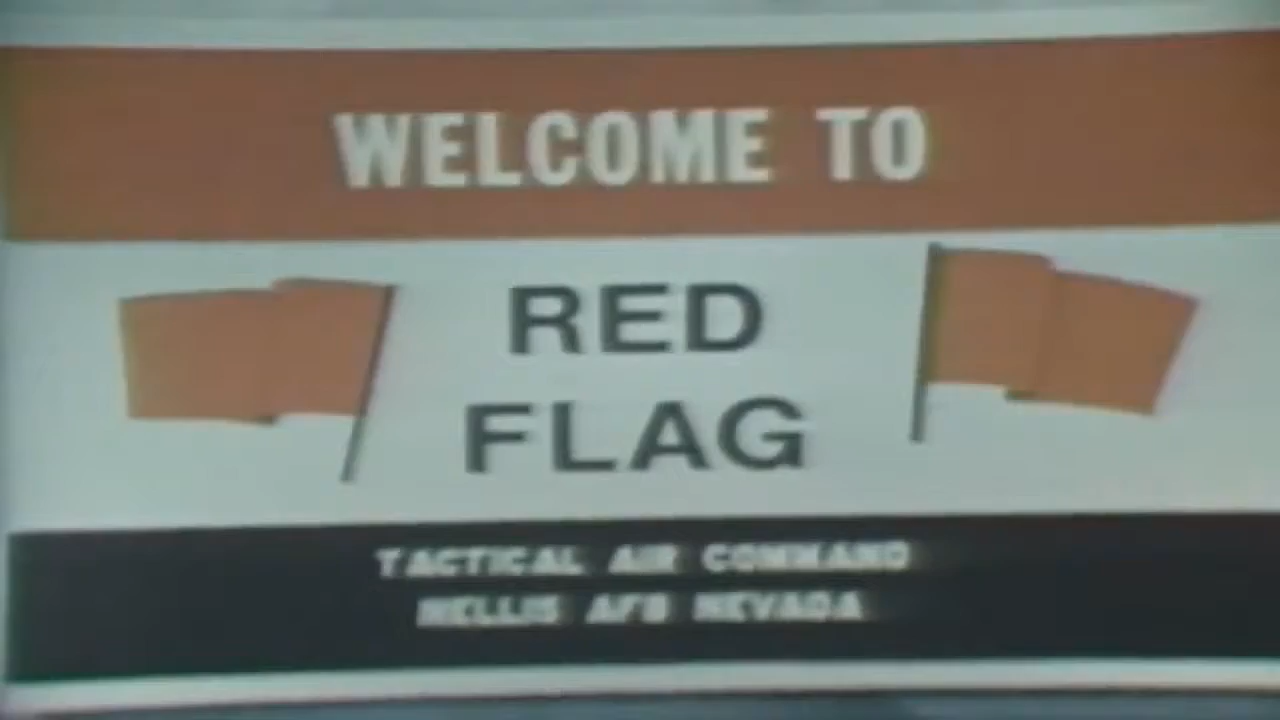 WELCOME TO
RED
FLAG
TACTICAL AIR COMMAND
NELLIS AFB NEVADA